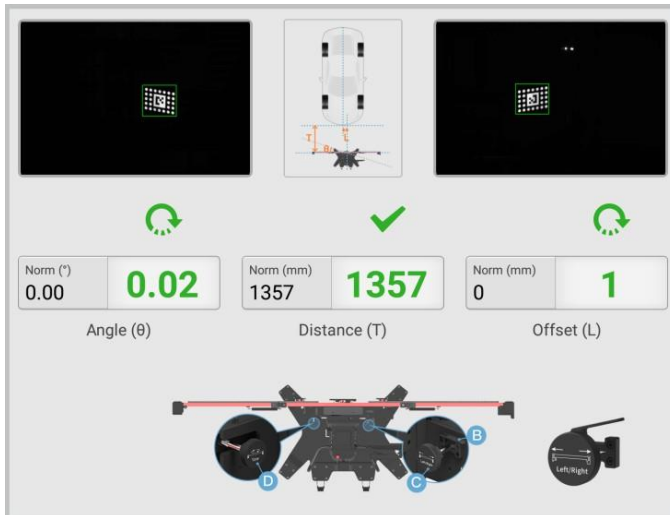 T
L
θ
Norm (°)
0.00
0.02
Norm (mm)
1357
1357
Norm (mm)
0
1
Angle (θ)
Distance (T)
Offset (L)
B
D
C
Left/Right